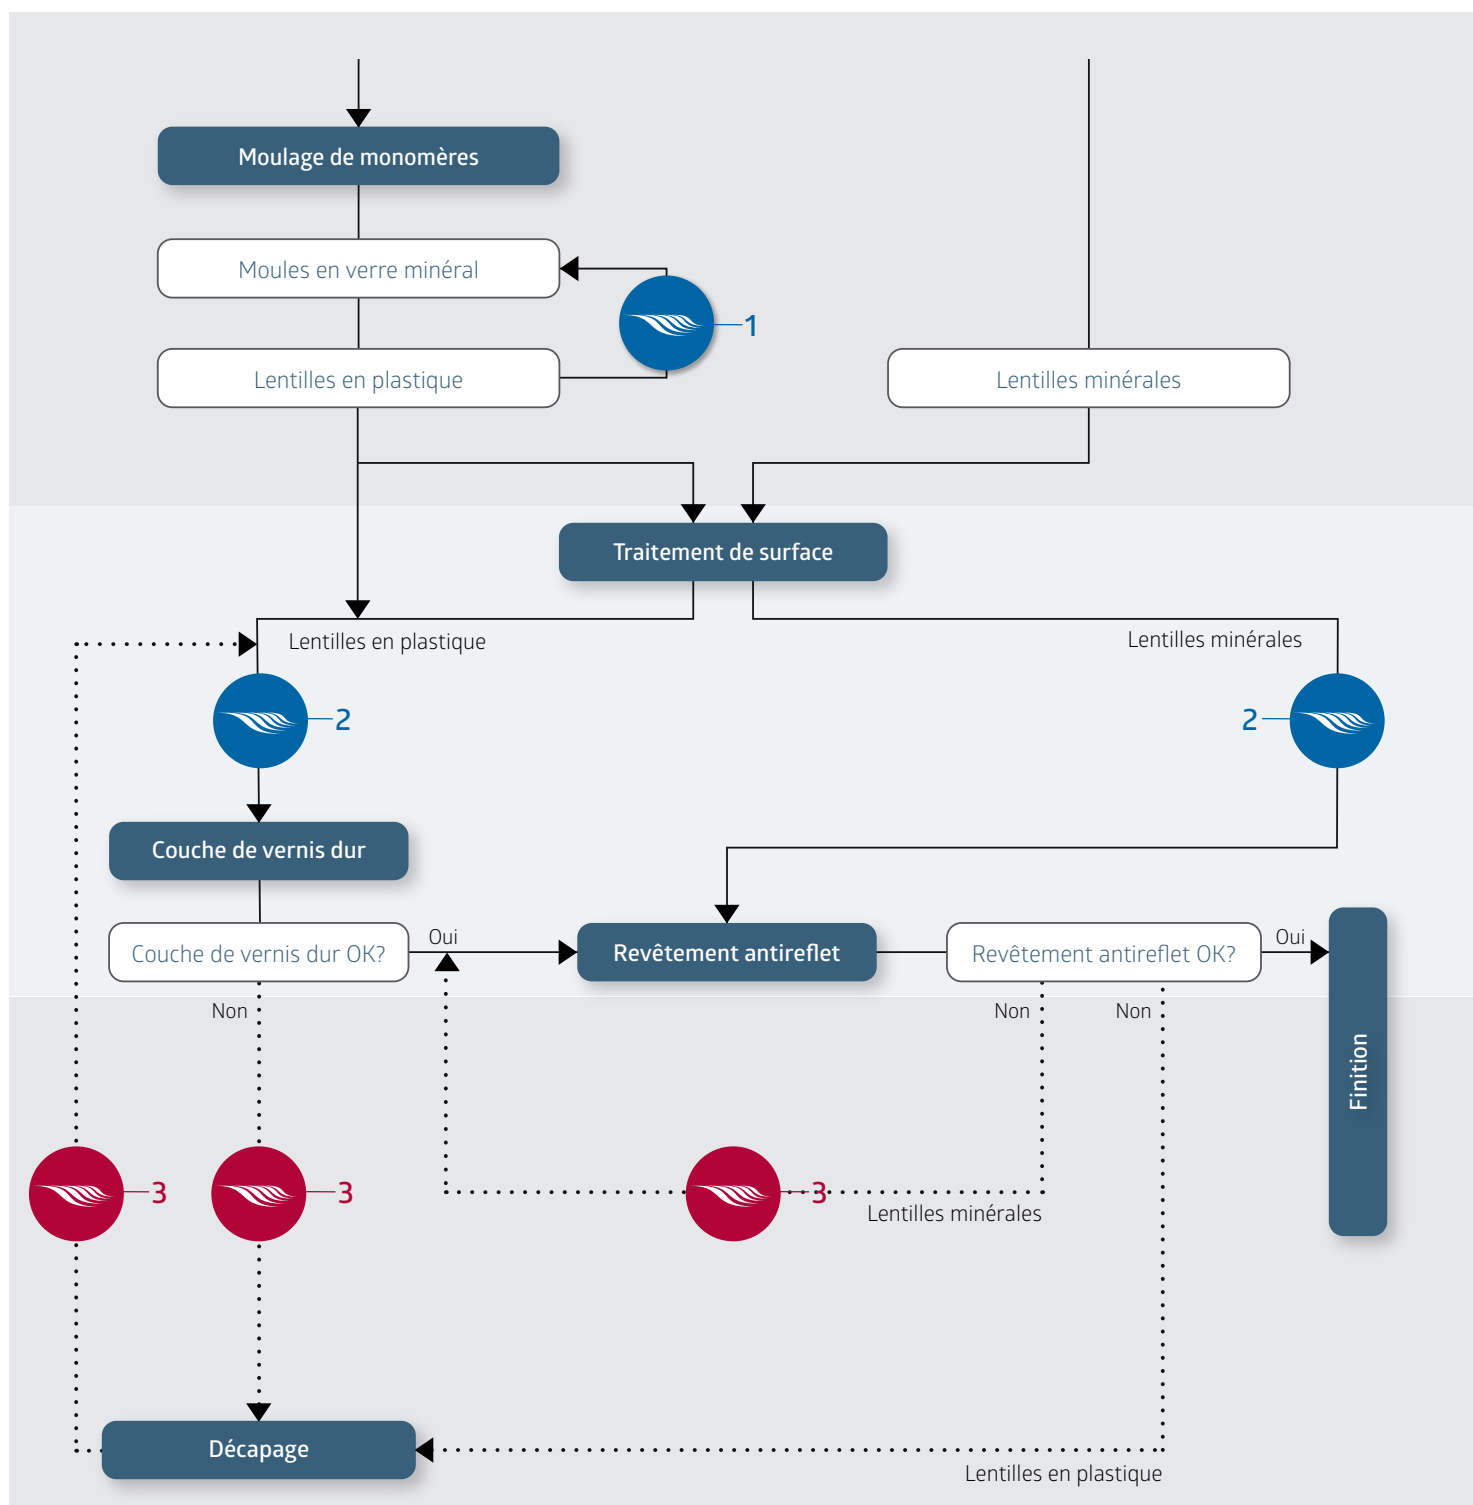 Moulage de monomères
Moules en verre minéral
1
Lentilles en plastique
Lentilles minérales
Traitement de surface
Lentilles en plastique
Lentilles minérales
2
2
Couche de vernis dur
Couche de vernis dur OK?
Oui
Revêtement antireflet
Revêtement antireflet OK?
Oui
Non
Non
Non
Finition
3
3
3
Lentilles minérales
Décapage
Lentilles en plastique